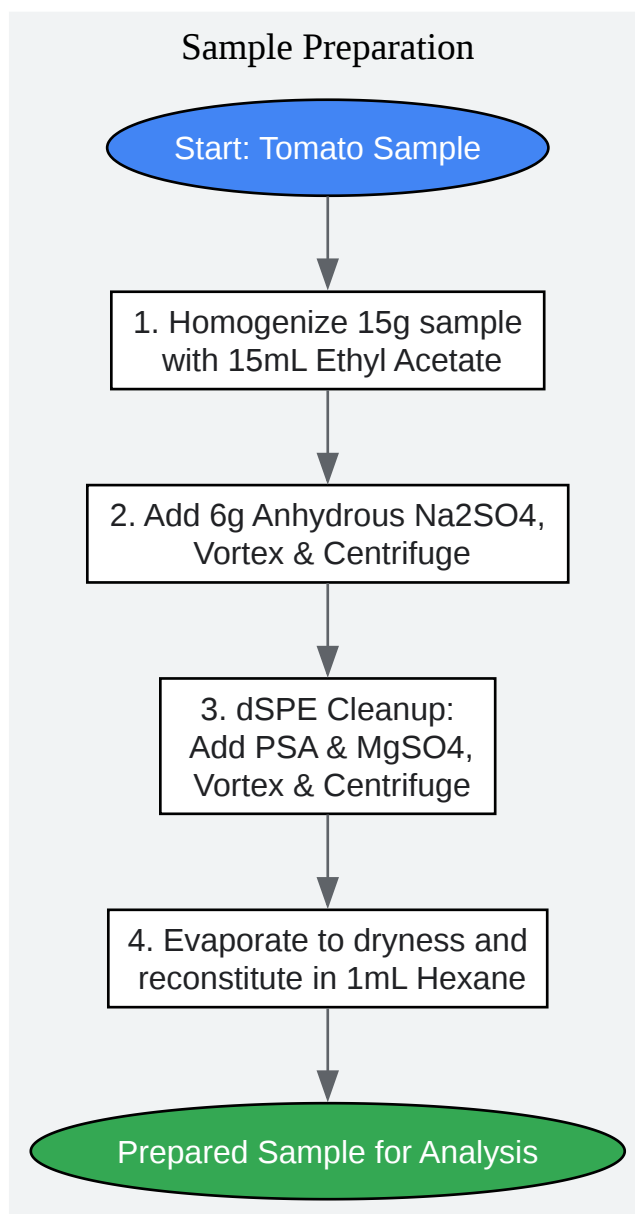 Sample Preparation
Start: Tomato Sample
1. Homogenize 15g sample
with 15mL Ethyl Acetate
2. Add 6g Anhydrous Na2SO4,
Vortex & Centrifuge
3. dSPE Cleanup:
Add PSA & MgSO4,
Vortex & Centrifuge
4. Evaporate to dryness and
reconstitute in 1mL Hexane
Prepared Sample for Analysis